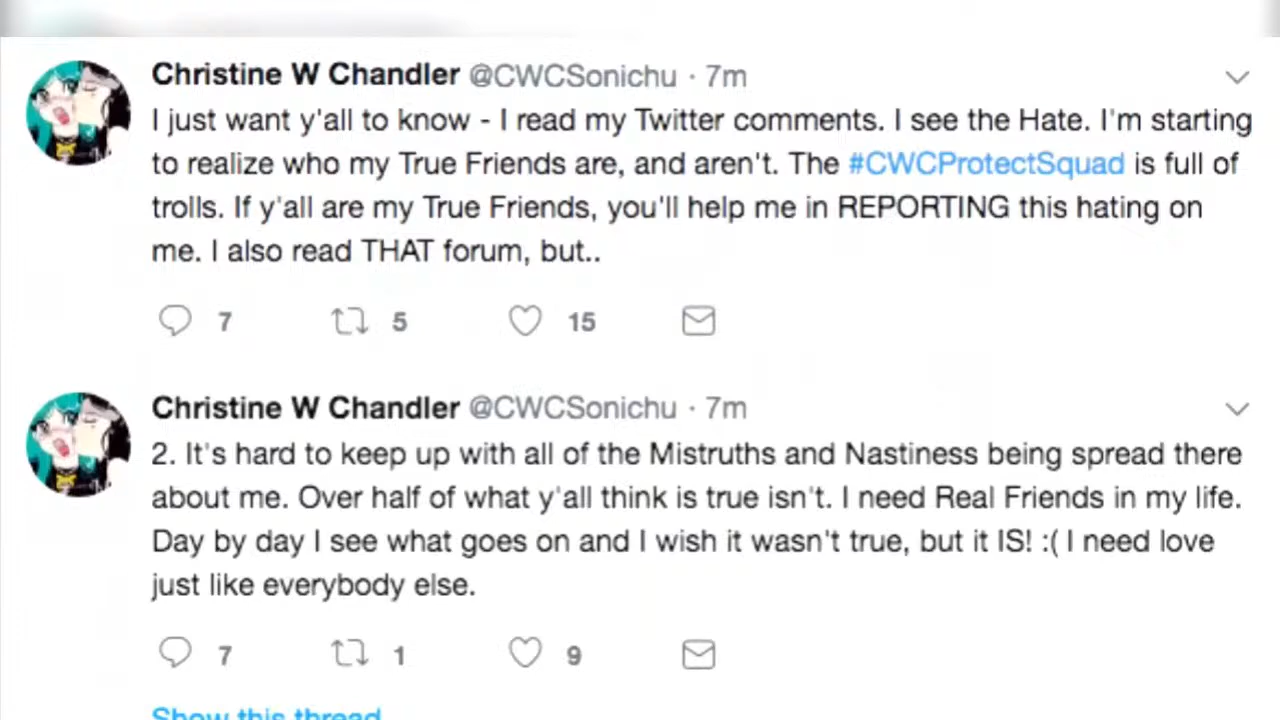 Christine W Chandler @CWCSonichu · 7m
I just want y'all to know - I read my Twitter comments. I see the Hate. I'm starting
to realize who my True Friends are, and aren't. The #CWCProtectSquad is full of
trolls. If y'all are my True Friends, you'll help me in REPORTING this hating on
me. I also read THAT forum, but..
7 5 15
Christine W Chandler @CWCSonichu · 7m
2. It's hard to keep up with all of the Mistruths and Nastiness being spread there
about me. Over half of what y'all think is true isn't. I need Real Friends in my life.
Day by day I see what goes on and I wish it wasn't true, but it IS! :( I need love
just like everybody else.
7 1 9
Show this thread